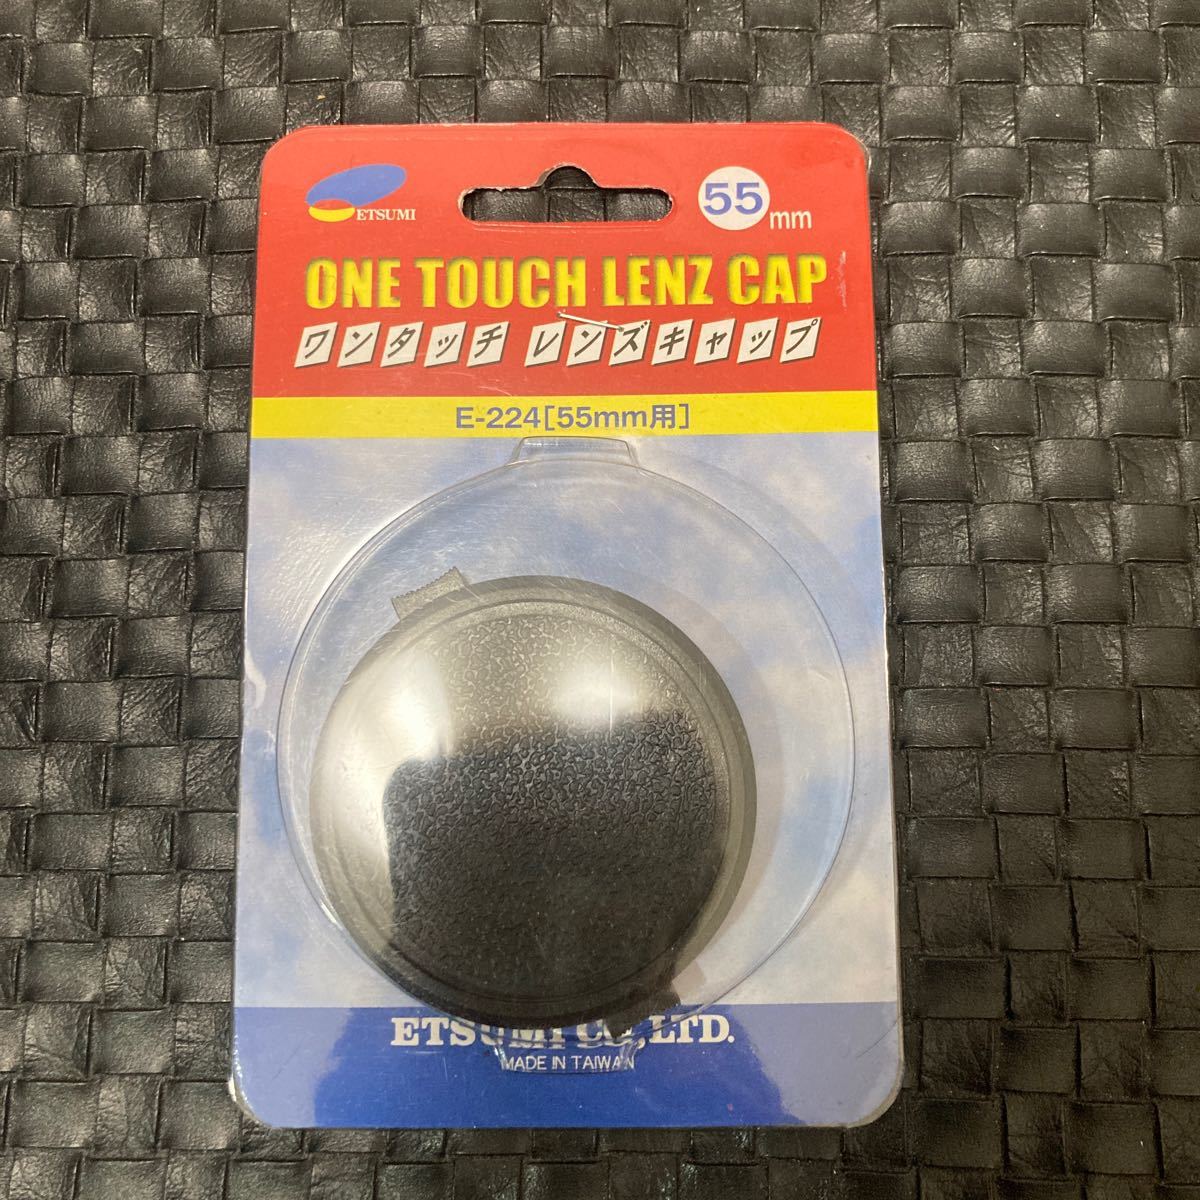 ETSUMI
55mm
ONE TOUCH LENZ CAP
ワンタッチ レンズキャップ
E-224[55mm用]
ETSUMI CO.,LTD.
MADE IN TAIWAN